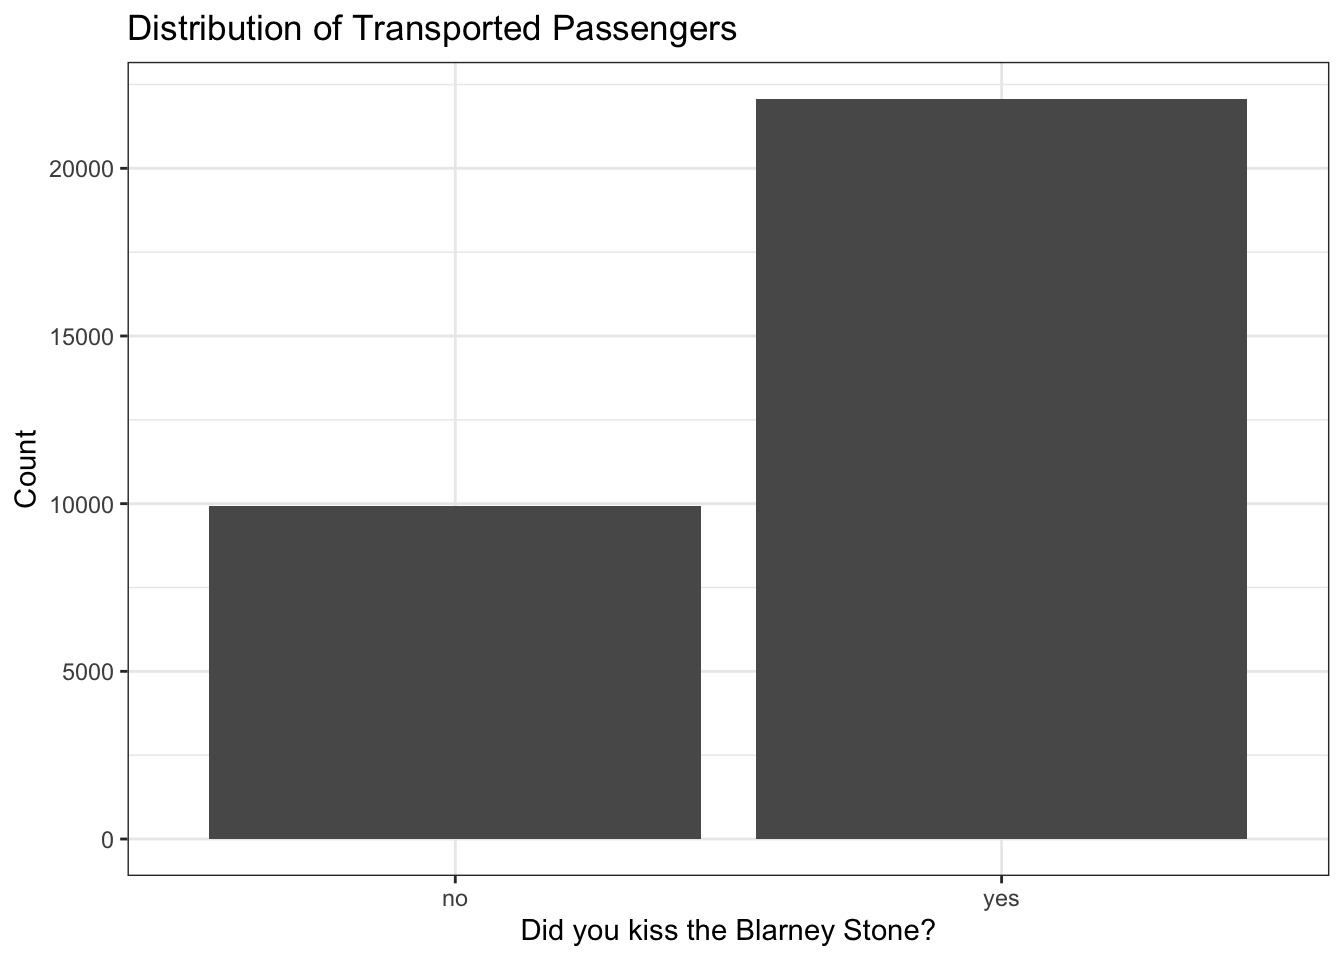 Distribution of Transported Passengers
Count
20000
15000
10000
5000
0
no yes
Did you kiss the Blarney Stone?